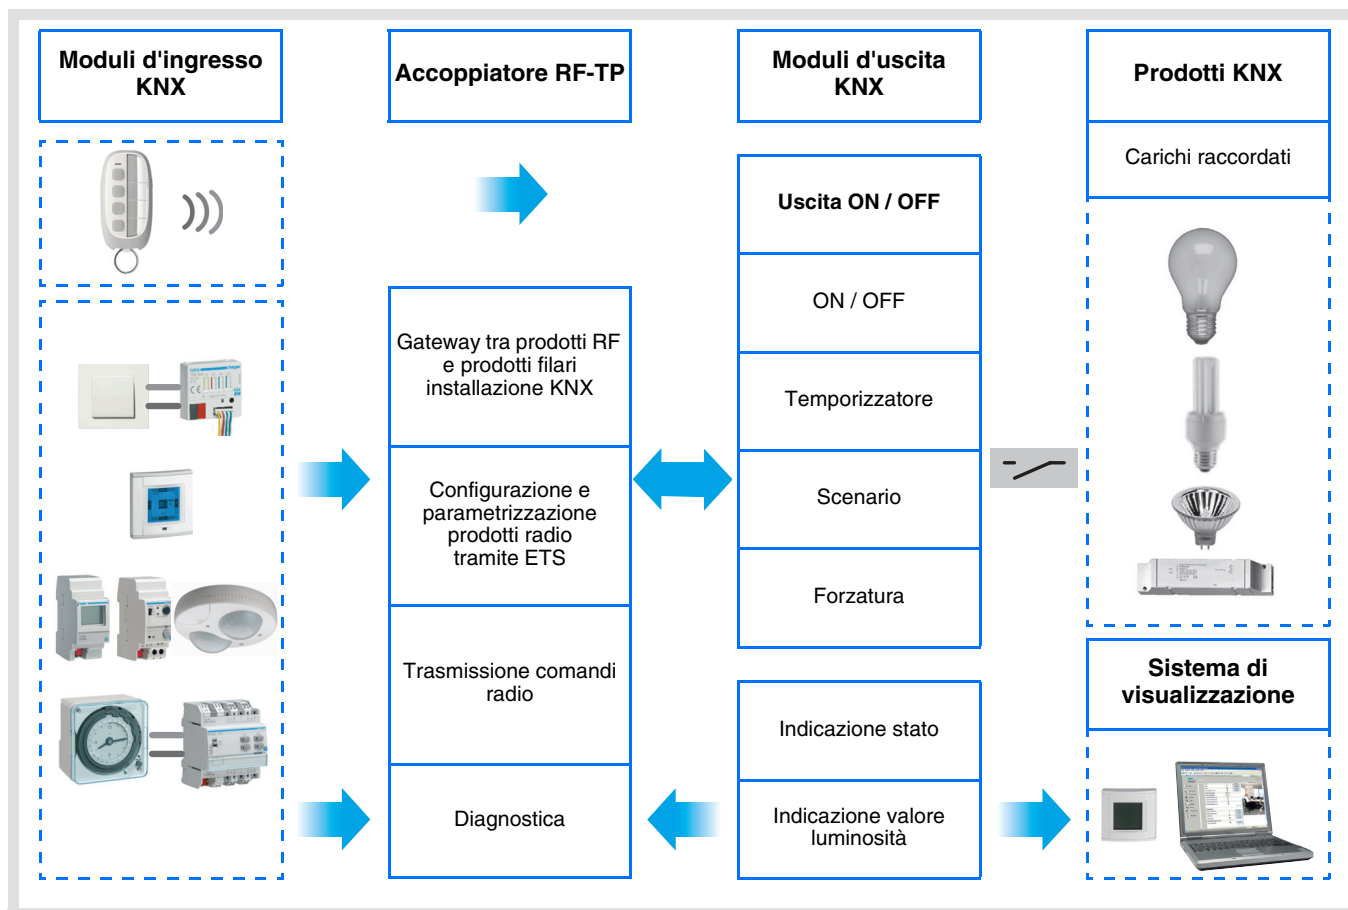 Moduli d'ingresso
KNX
Accoppiatore RF-TP
Moduli d'uscita
KNX
Prodotti KNX
Carichi raccordati
Uscita ON / OFF
ON / OFF
Temporizzatore
Scenario
Forzatura
Gateway tra prodotti RF
e prodotti filari
installazione KNX
Configurazione e
parametrizzazione
prodotti radio
tramite ETS
Trasmissione comandi
radio
Diagnostica
Indicazione stato
Indicazione valore
luminosità
Sistema di
visualizzazione